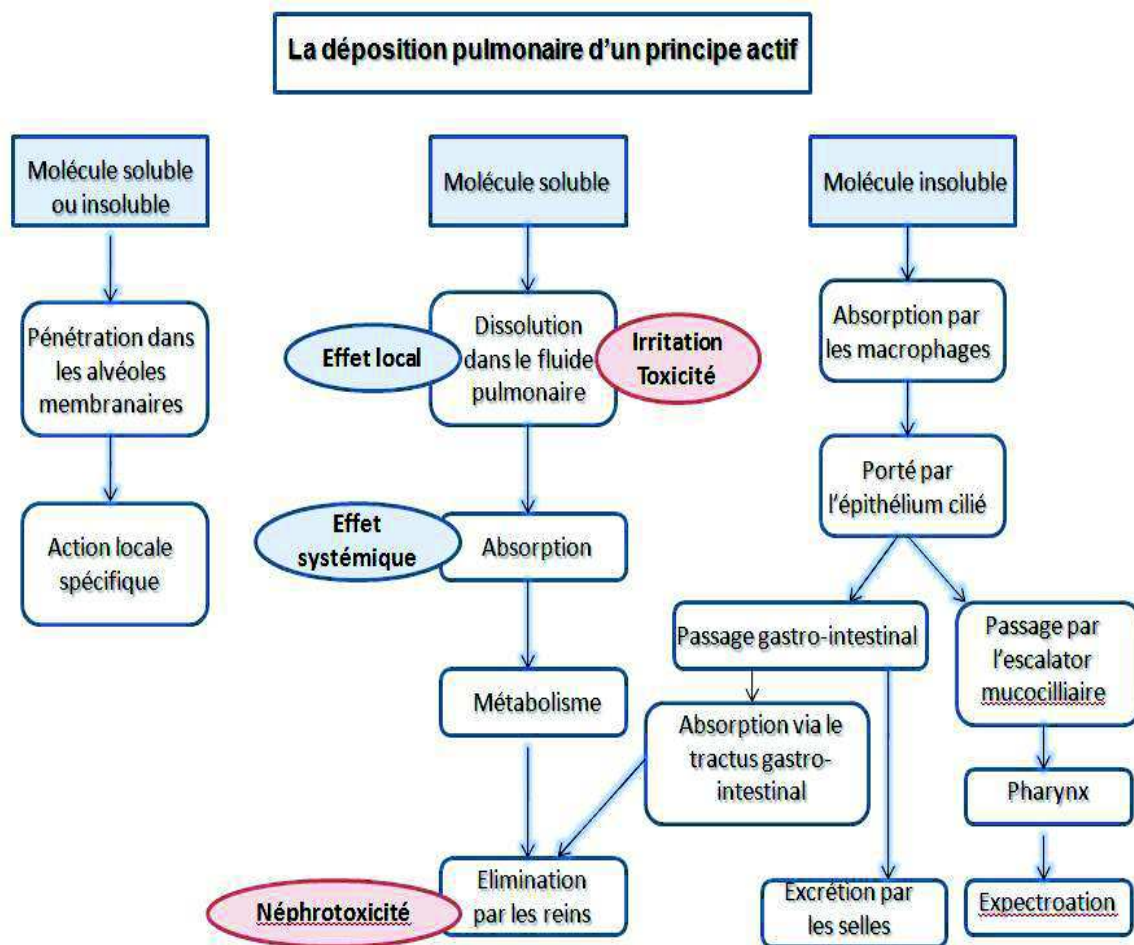 La déposition pulmonaire d'un principe actif
Molécule soluble
ou insoluble
Molécule soluble
Molécule insoluble
Pénétration dans
les alvéoles
membranaires
Effet local
Dissolution
dans le fluide
pulmonaire
Irritation
Toxicité
Absorption par
les macrophages
Porté par
l'épithélium cilié
Action locale
spécifique
Effet
systémique
Absorption
Passage gastro-intestinal
Passage par
l'escalator
mucocilliaire
Métabolisme
Absorption via le
tractus gastro-
intestinal
Pharynx
Néphrotoxicité
Elimination
par les reins
Excrétion par
les selles
Expectroation